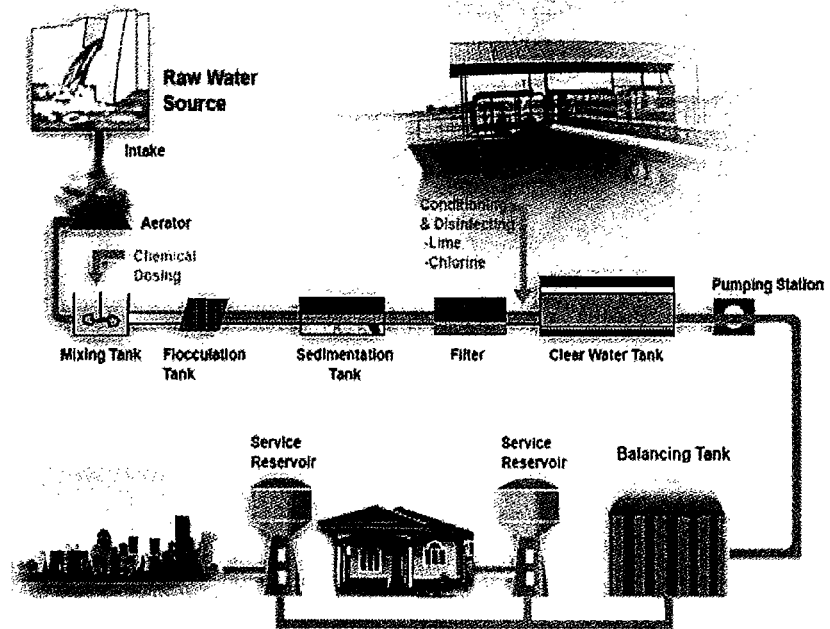 Raw Water
Source
Intake
Aerator
Chemical
Dosing
Conditioning
& Disinfecting
-Lime
-Chlorine
Pumping Station
Mixing Tank
Flocculation
Tank
Sedimentation
Tank
Filter
Clear Water Tank
Service
Reservoir
Service
Reservoir
Balancing Tank